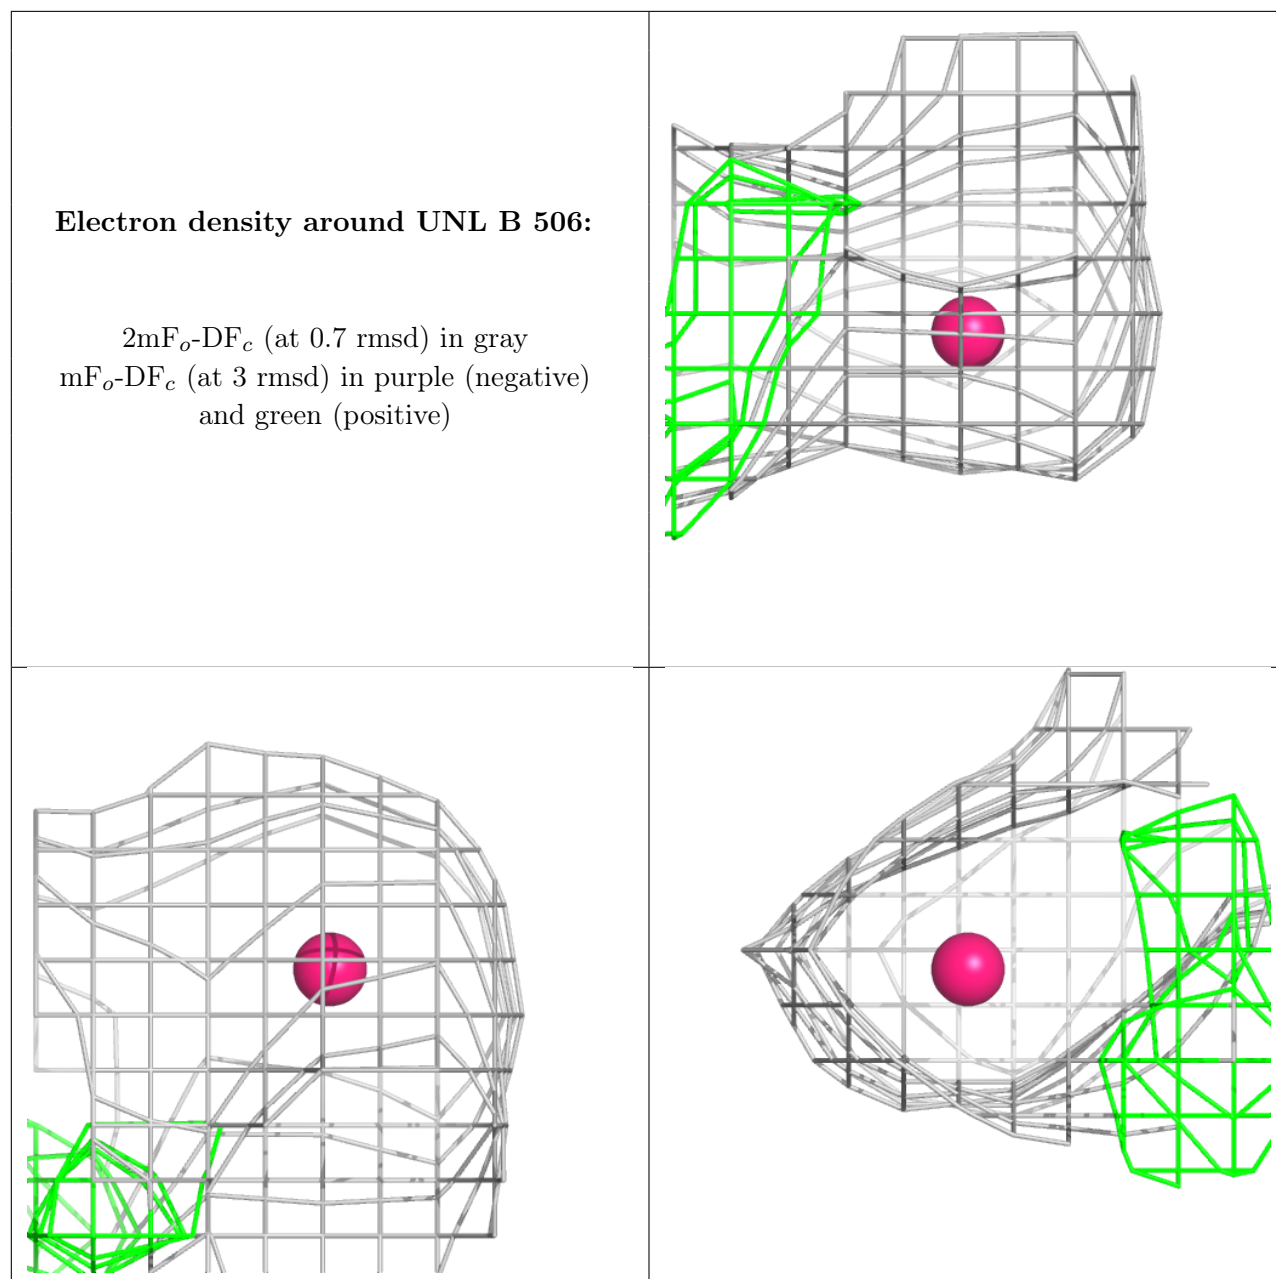 Electron density around UNL B 506:
2mFo-DFc (at 0.7 rmsd) in gray
mFo-DFc (at 3 rmsd) in purple (negative)
and green (positive)